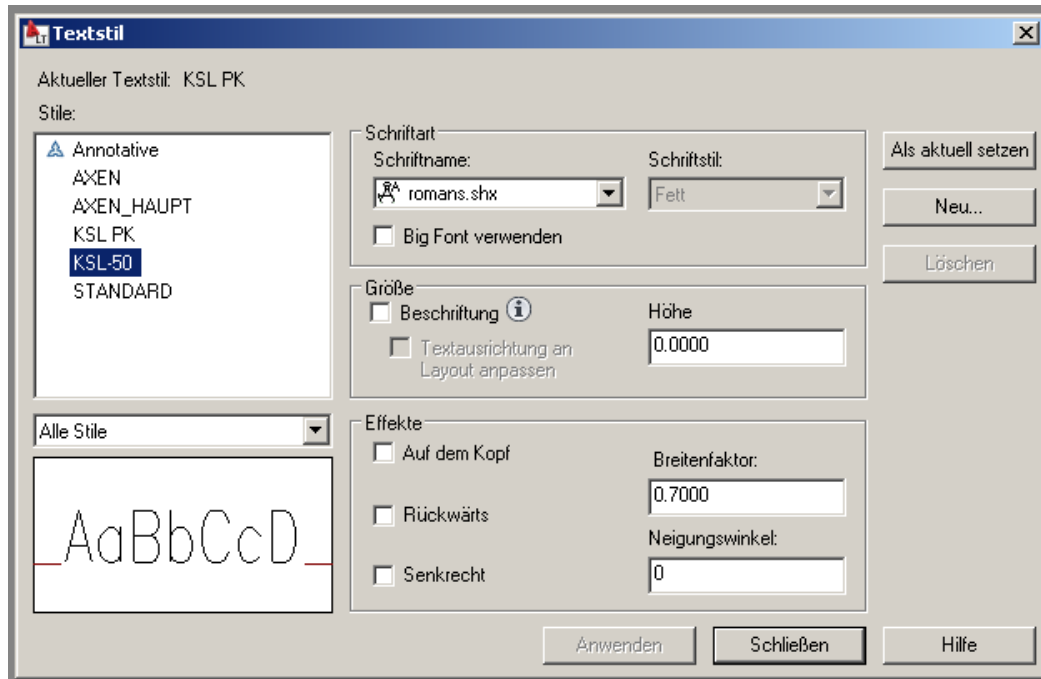 LT Textstil
Aktueller Textstil: KSL PK
Stile:
Annotative
AXEN
AXEN_HAUPT
KSL PK
KSL-50
STANDARD
Alle Stile
AaBbCcD
Schriftart
Schriftname:
romans.shx
Big Font verwenden
Schriftstil:
Fett
Größe
Beschriftung
Textausrichtung an
Layout anpassen
Höhe
0.0000
Effekte
Auf dem Kopf
Rückwärts
Senkrecht
Breitenfaktor:
0.7000
Neigungswinkel:
0
Als aktuell setzen
Neu...
Löschen
Anwenden
Schließen
Hilfe